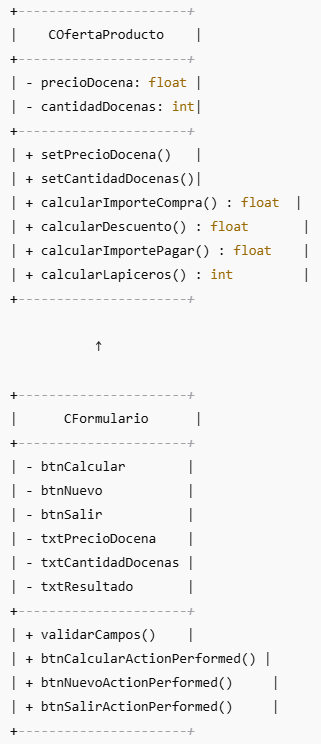 +----------------------+
|    COfertaProducto    |
+----------------------+
| - precioDocena: float |
| - cantidadDocenas: int|
+----------------------+
| + setPrecioDocena()   |
| + setCantidadDocenas()|
| + calcularImporteCompra() : float  |
| + calcularDescuento() : float       |
| + calcularImportePagar() : float    |
| + calcularLapiceros() : int         |
+----------------------+
↑
+----------------------+
|      CFormulario      |
+----------------------+
| - btnCalcular        |
| - btnNuevo           |
| - btnSalir           |
| - txtPrecioDocena    |
| - txtCantidadDocenas |
| - txtResultado       |
+----------------------+
| + validarCampos()    |
| + btnCalcularActionPerformed() |
| + btnNuevoActionPerformed()     |
| + btnSalirActionPerformed()     |
+----------------------+